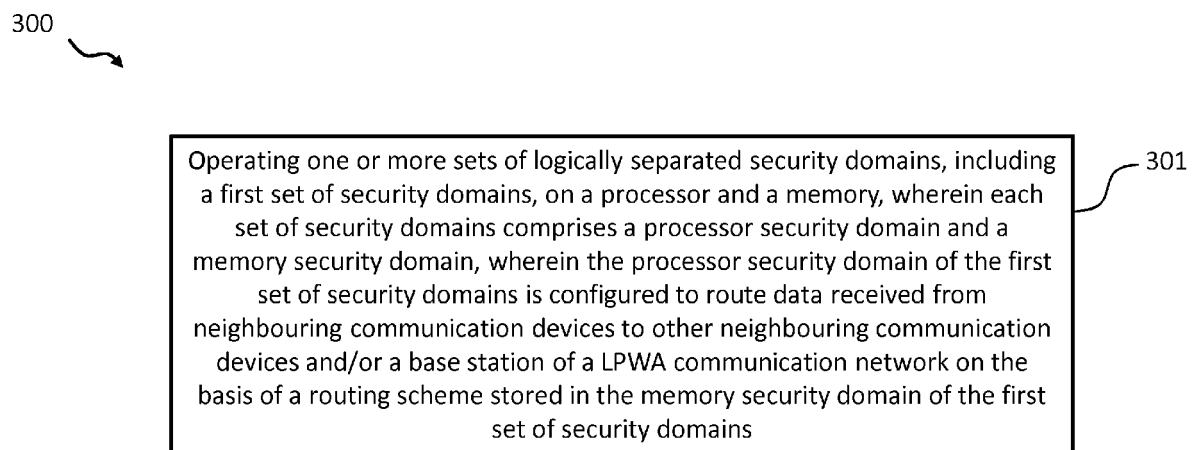 300
301
Operating one or more sets of logically separated security domains, including
a first set of security domains, on a processor and a memory, wherein each
set of security domains comprises a processor security domain and a
memory security domain, wherein the processor security domain of the first
set of security domains is configured to route data received from
neighbouring communication devices to other neighbouring communication
devices and/or a base station of a LPWA communication network on the
basis of a routing scheme stored in the memory security domain of the first
set of security domains